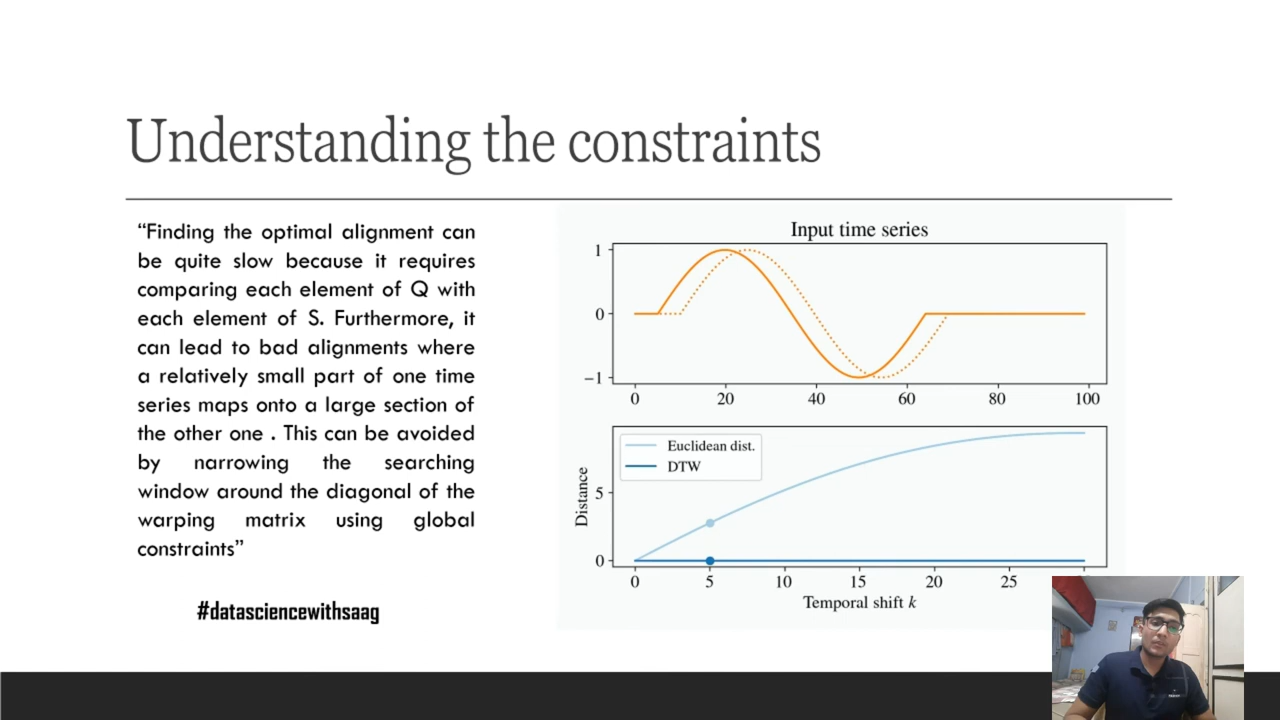 Understanding the constraints
“Finding the optimal alignment can
be quite slow because it requires
comparing each element of Q with
each element of S. Furthermore, it
can lead to bad alignments where
a relatively small part of one time
series maps onto a large section of
the other one . This can be avoided
by narrowing the searching
window around the diagonal of the
warping matrix using global
constraints”
#datasciencewithsaag
Input time series
1
0
−1
0 20 40 60 80 100
Euclidean dist.
DTW
Distance
5
0
0 5 10 15 20 25
Temporal shift k